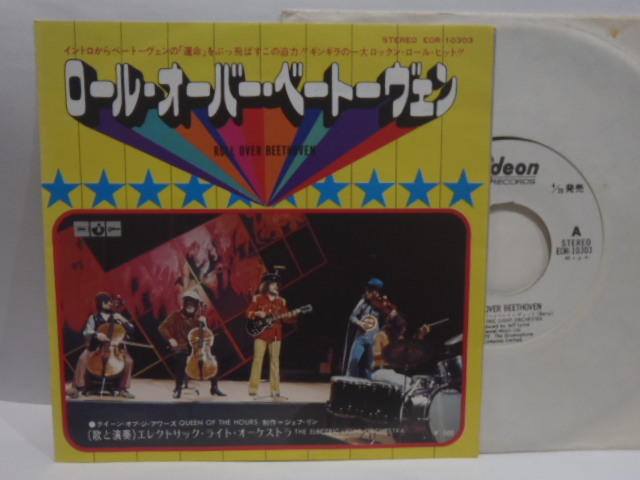 STEREO EOR-10303
イントロからベートーヴェンの「運命」をぶっ飛ばすこの迫力!!ギンギラの一大ロックン・ロール・ヒット!!
ロール・オーバー・ベートーヴェン
ROLL OVER BEETHOVEN
●クイーン・オブ・ジ・アワーズ QUEEN OF THE HOURS 制作=ジェフ・リン
(歌と演奏)エレクトリック・ライト・オーケストラ THE ELECTRIC LIGHT ORCHESTRA
deon
RECORDS
発売
A
STEREO
EOR-10303
OVER BEETHOVEN